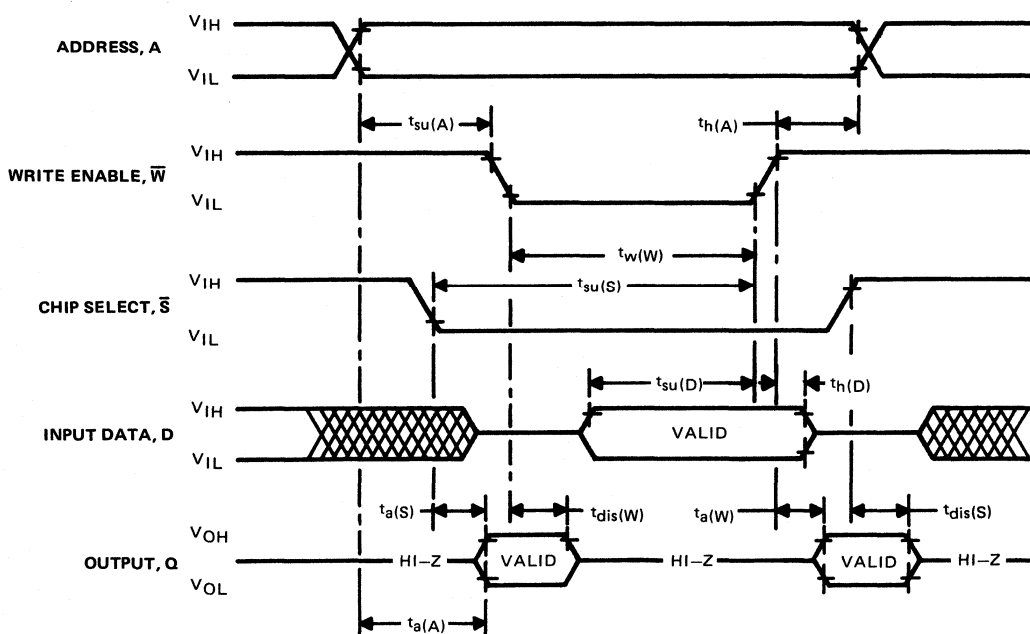 VIH
ADDRESS, A
VIL
tsu(A)
th(A)
VIH
WRITE ENABLE, W̅
VIL
tw(W)
VIH
tsu(S)
CHIP SELECT, S̅
VIL
tsu(D)
th(D)
VIH
INPUT DATA, D
VALID
VIL
ta(S)
tdis(W)
ta(W)
tdis(S)
VOH
OUTPUT, Q
HI–Z
VALID
HI–Z
VALID
HI–Z
VOL
ta(A)